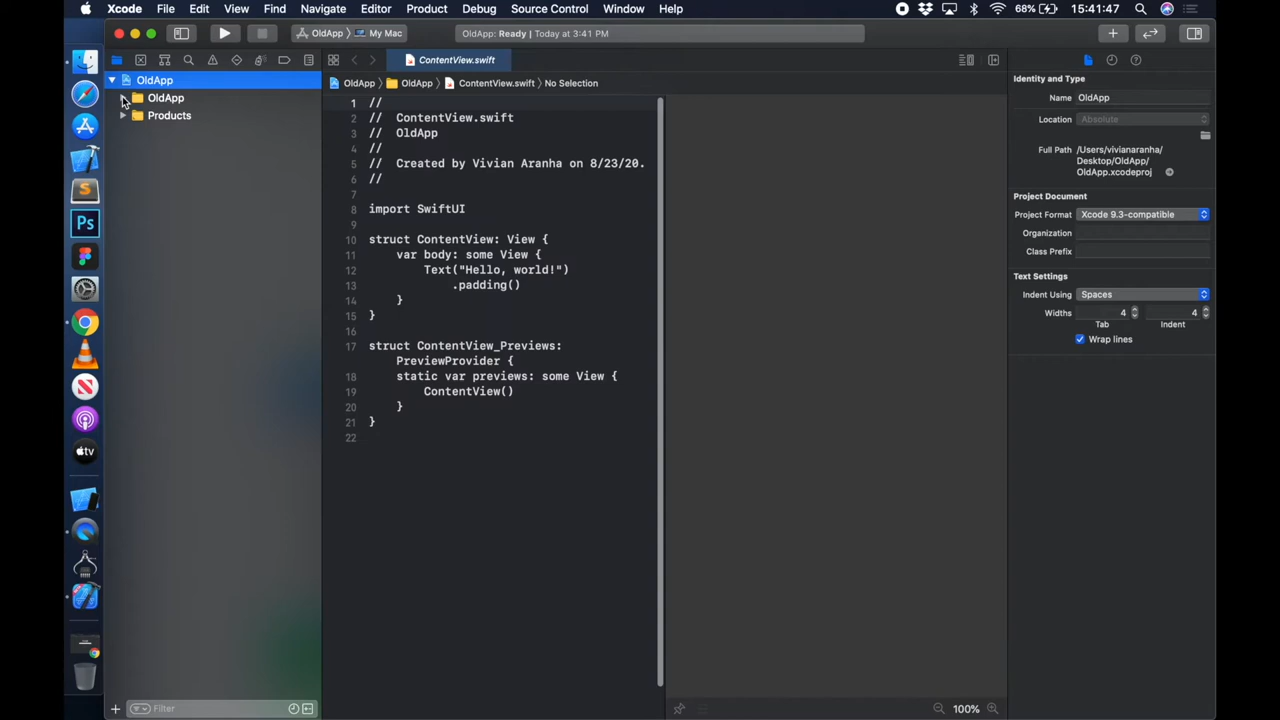 Xcode File Edit View Find Navigate Editor Product Debug Source Control Window Help 68% 15:41:47
OldApp My Mac OldApp: Ready | Today at 3:41 PM
ContentView.swift
OldApp
OldApp
Products
OldApp OldApp ContentView.swift No Selection
1 //
2 // ContentView.swift
3 // OldApp
4 //
5 // Created by Vivian Aranha on 8/23/20.
6 //
7
8 import SwiftUI
9
10 struct ContentView: View {
11 var body: some View {
12 Text("Hello, world!")
13 .padding()
14 }
15 }
16
17 struct ContentView_Previews:
PreviewProvider {
18 static var previews: some View {
19 ContentView()
20 }
21 }
22
Identity and Type
Name OldApp
Location Absolute
Full Path /Users/vivianaranha/
Desktop/OldApp/
OldApp.xcodeproj
Project Document
Project Format Xcode 9.3-compatible
Organization
Class Prefix
Text Settings
Indent Using Spaces
Widths 4 4
Tab Indent
Wrap lines
S
Ps
tv
Filter
100%